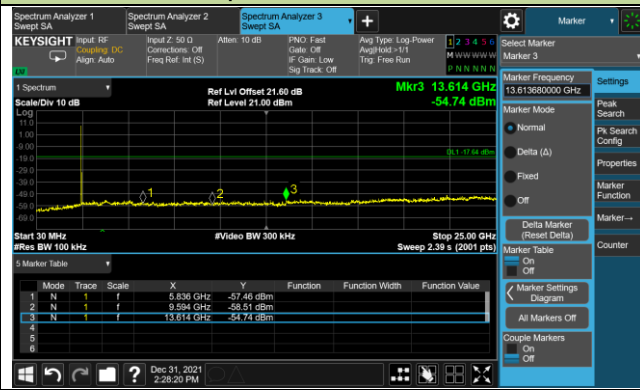 Spectrum Analyzer 1 Swept SA
Spectrum Analyzer 2 Swept SA
Spectrum Analyzer 3 Swept SA
+
Marker
KEYSIGHT
Input: RF
Coupling: DC
Align: Auto
Input Z: 50 Ω
Corrections: Off
Freq Ref: Int (S)
Atten: 10 dB
PNO: Fast
Gate: Off
IF Gain: Low
Sig Track: Off
Avg Type: Log-Power
Avg|Hold:>1/1
Trig: Free Run
1 2 3 4 5 6
M W W W W W
P N N N N N
LV
1 Spectrum
Scale/Div 10 dB
Log
Ref Lvl Offset 21.60 dB
Ref Level 21.00 dBm
Mkr3 13.614 GHz
-54.74 dBm
11.0
1.00
-9.00
-19.0
-29.0
-39.0
-49.0
-59.0
-69.0
DL1 -17.64 dBm
1
2
3
Start 30 MHz
#Res BW 100 kHz
#Video BW 300 kHz
Stop 25.00 GHz
Sweep 2.39 s (2001 pts)
5 Marker Table
Mode Trace Scale X Y Function Function Width Function Value
1 N 1 f 5.836 GHz -57.46 dBm
2 N 1 f 9.594 GHz -58.51 dBm
3 N 1 f 13.614 GHz -54.74 dBm
4
5
6
Dec 31, 2021
2:28:20 PM
Select Marker
Marker 3
Marker Frequency
13.613680000 GHz
Marker Mode
Normal
Delta (Δ)
Fixed
Off
Delta Marker
(Reset Delta)
Marker Table
On
Off
Marker Settings
Diagram
All Markers Off
Couple Markers
On
Off
Settings
Peak
Search
Pk Search
Config
Properties
Marker
Function
Marker→
Counter